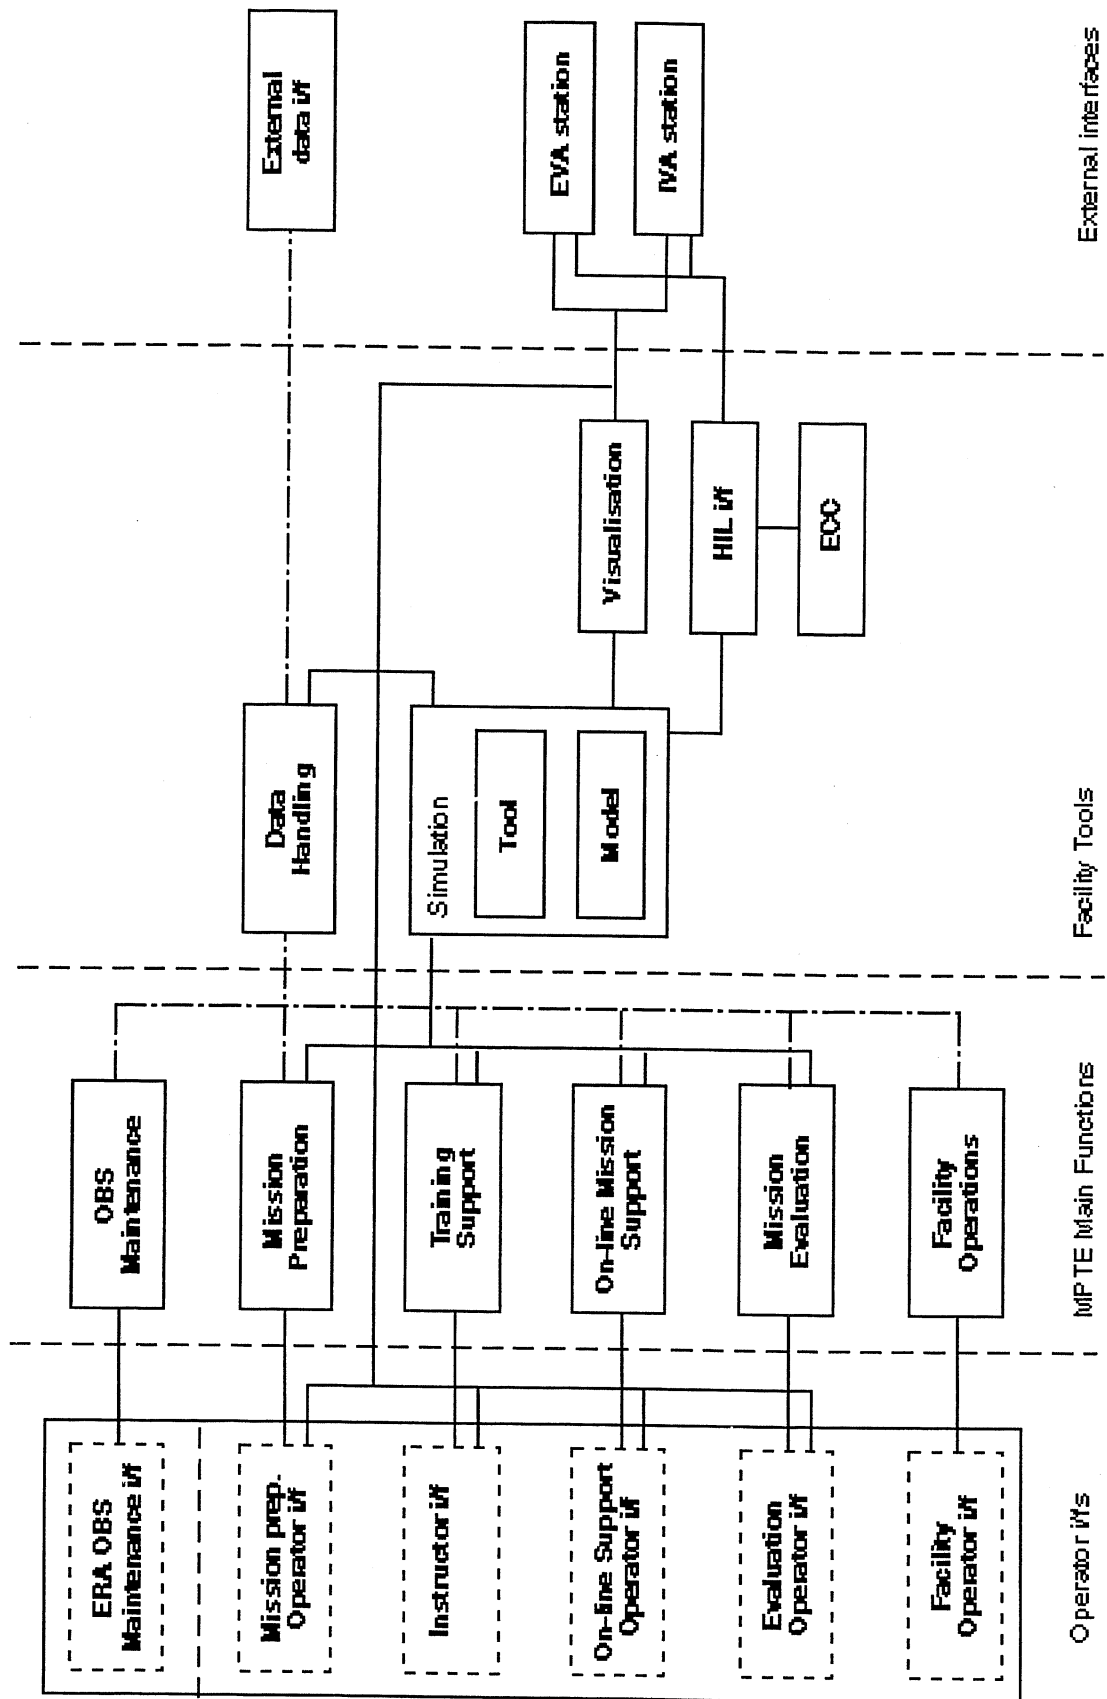 ERA OBS
Maintenance i/f
Mission prep.
Operator i/f
Instructor i/f
On-line Support
Operator i/f
Evaluation
Operator i/f
Facility
Operator i/f
Operator i/fs
OBS
Maintenance
Mission
Preparation
Training
Support
On-line Mission
Support
Mission
Evaluation
Facility
Operations
MPTE Main Functions
Data
Handling
Simulation
Tool
Model
Visualisation
HIL i/f
ECC
Facility Tools
External
data i/f
EVA station
IVA station
External interfaces